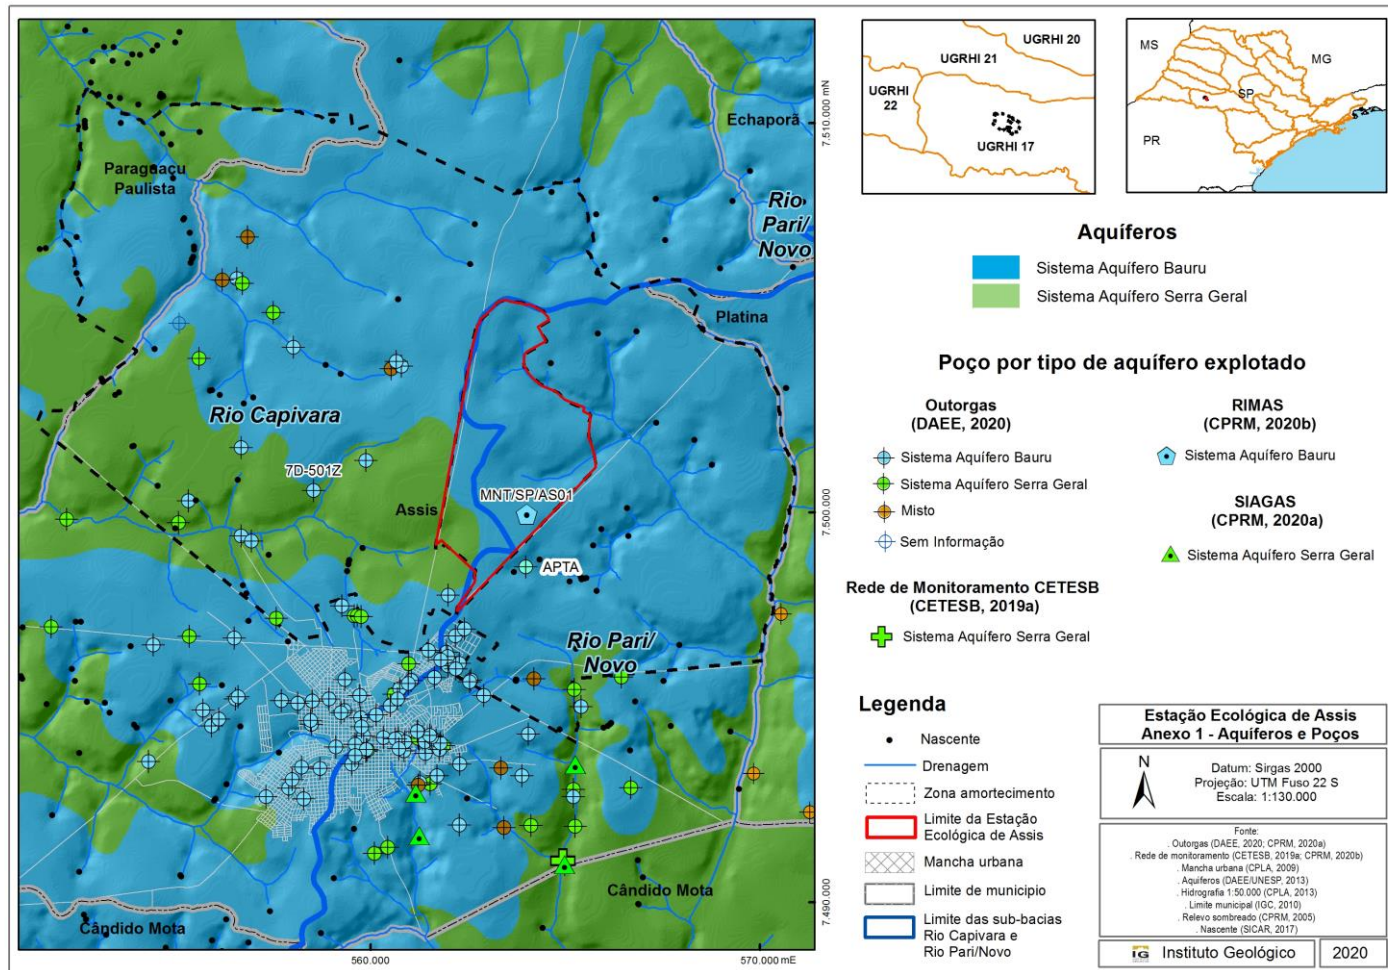 Echaporã
Paraguaçu
Paulista
Rio
Pari/
Novo
Platina
Rio Capivara
7D-501Z
MNT/SP/AS01
Assis
APTA
Rio Pari/
Novo
Cândido Mota
Cândido Mota
7.510.000 mN
7.500.000
7.490.000
560.000
570.000 mE
UGRHI 20
UGRHI 21
UGRHI
22
UGRHI 17
MS
MG
SP
PR
Aquíferos
Sistema Aquífero Bauru
Sistema Aquífero Serra Geral
Poço por tipo de aquífero explotado
Outorgas
(DAEE, 2020)
Sistema Aquífero Bauru
Sistema Aquífero Serra Geral
Misto
Sem Informação
Rede de Monitoramento CETESB
(CETESB, 2019a)
Sistema Aquífero Serra Geral
RIMAS
(CPRM, 2020b)
Sistema Aquífero Bauru
SIAGAS
(CPRM, 2020a)
Sistema Aquífero Serra Geral
Legenda
Nascente
Drenagem
Zona amortecimento
Limite da Estação
Ecológica de Assis
Mancha urbana
Limite de municipio
Limite das sub-bacias
Rio Capivara e
Rio Pari/Novo
Estação Ecológica de Assis
Anexo 1 - Aquíferos e Poços
N
Datum: Sirgas 2000
Projeção: UTM Fuso 22 S
Escala: 1:130.000
Fonte:
. Outorgas (DAEE, 2020; CPRM, 2020a)
. Rede de monitoramento (CETESB, 2019a; CPRM, 2020b)
. Mancha urbana (CPLA, 2009)
. Aquiferos (DAEE/UNESP, 2013)
. Hidrografia 1:50.000 (CPLA, 2013)
. Limite municipal (IGC, 2010)
. Relevo sombreado (CPRM, 2005)
. Nascente (SICAR, 2017)
iG Instituto Geológico
2020